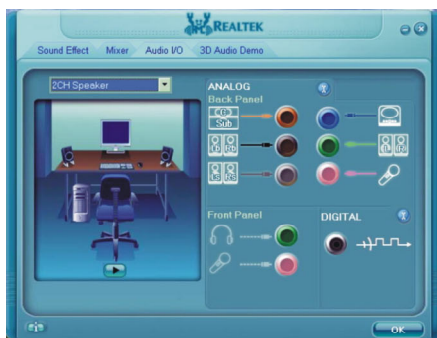 REALTEK
Sound Effect Mixer Audio I/O 3D Audio Demo
2CH Speaker
ANALOG
Back Panel
Sub
Front Panel
DIGITAL
OK